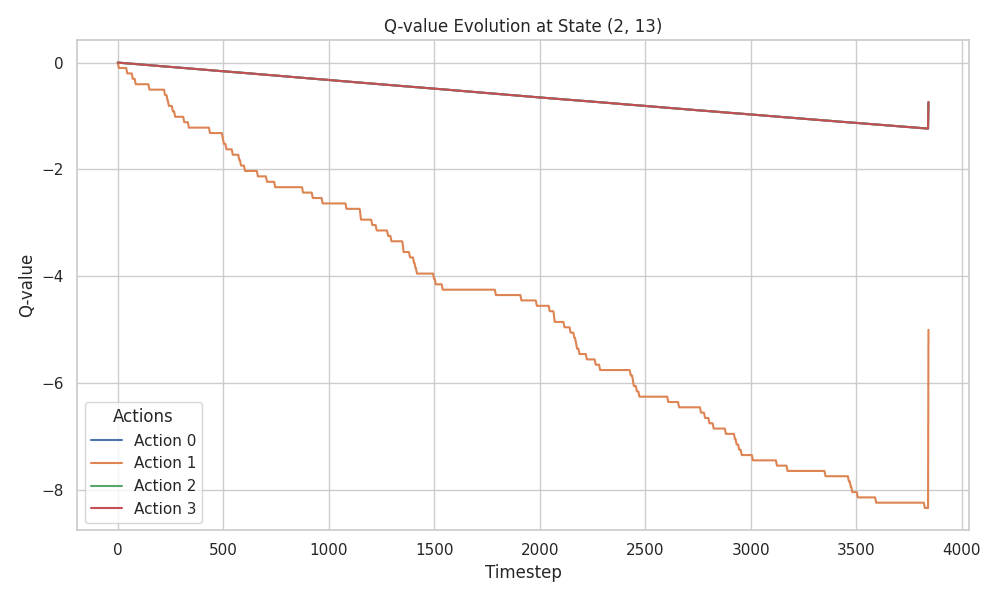 Q-value Evolution at State (2, 13)
Q-value
0
−2
−4
−6
−8
Actions
Action 0
Action 1
Action 2
Action 3
0 500 1000 1500 2000 2500 3000 3500 4000
Timestep